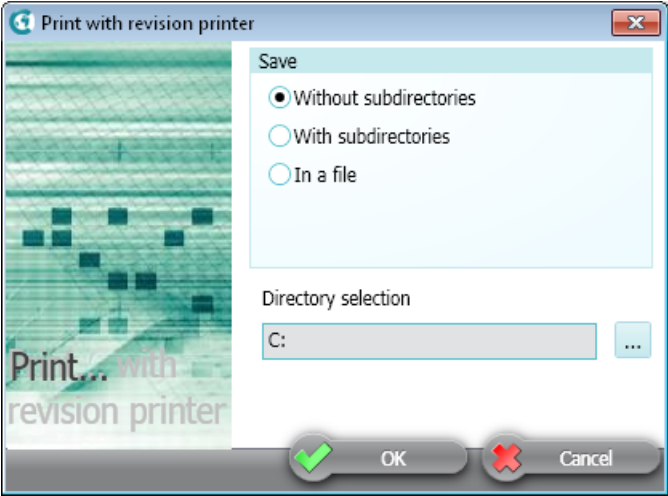 Print with revision printer
Save
Without subdirectories
With subdirectories
In a file
Directory selection
C:
...
Print... with
revision printer
OK
Cancel